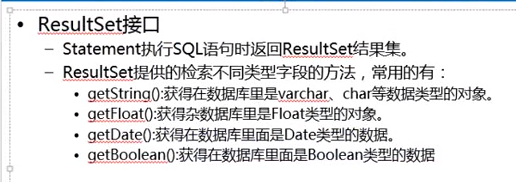 • ResultSet接口
– Statement执行SQL语句时返回ResultSet结果集。
– ResultSet提供的检索不同类型字段的方法，常用的有：
• getString():获得在数据库里是varchar、char等数据类型的对象。
• getFloat():获得杂数据库里是Float类型的对象。
• getDate():获得在数据库里面是Date类型的数据。
• getBoolean():获得在数据库里面是Boolean类型的数据